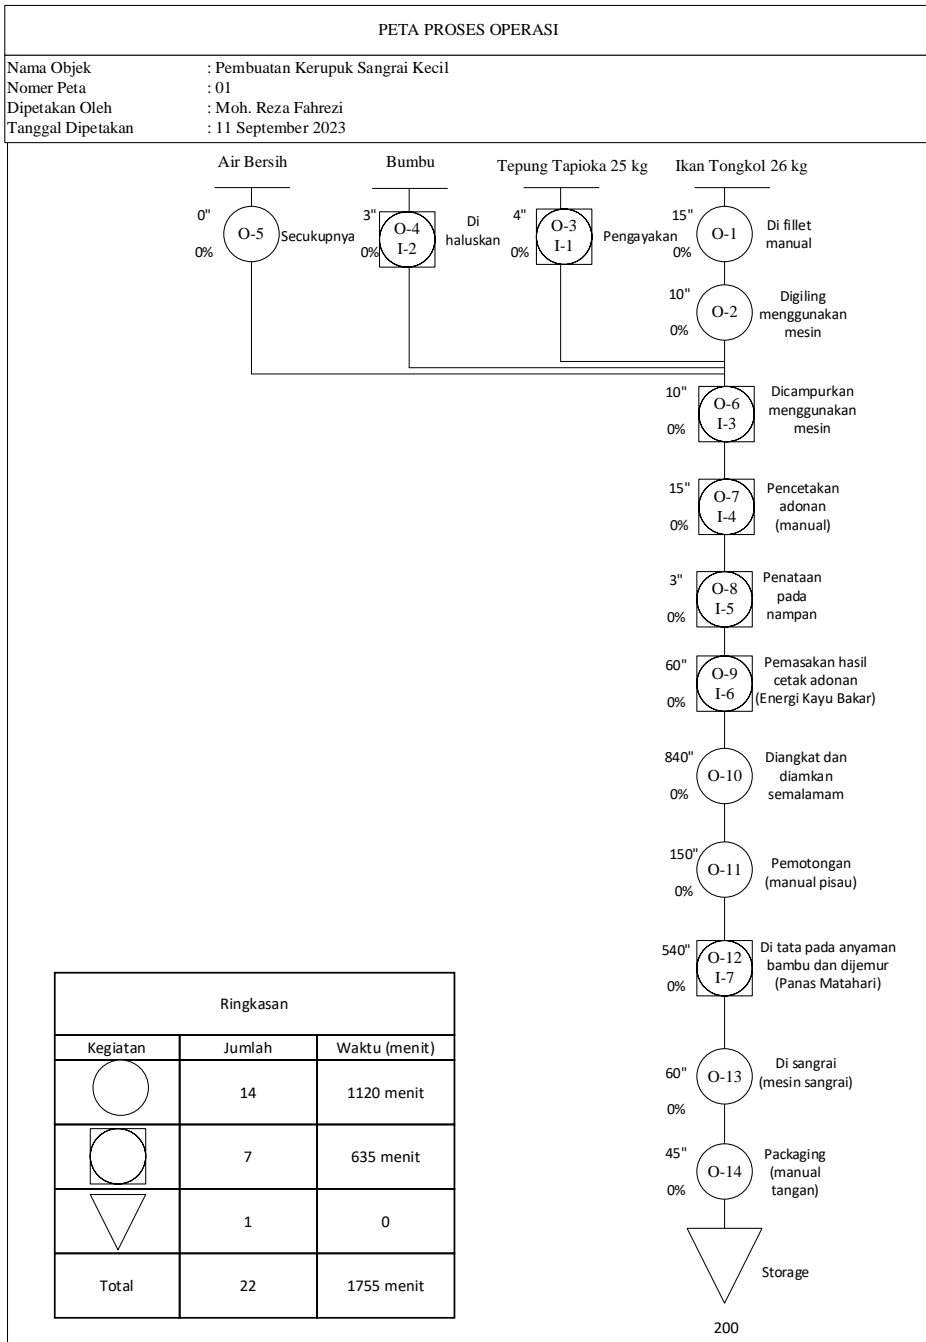 PETA PROSES OPERASI
Nama Objek : Pembuatan Kerupuk Sangrai Kecil
Nomer Peta : 01
Dipetakan Oleh : Moh. Reza Fahrezi
Tanggal Dipetakan : 11 September 2023
Air Bersih
0"
0%
O-5
Secukupnya
Bumbu
3"
0%
O-4
I-2
Di
haluskan
Tepung Tapioka 25 kg
4"
0%
O-3
I-1
Pengayakan
Ikan Tongkol 26 kg
15"
0%
O-1
Di fillet
manual
10"
0%
O-2
Digiling
menggunakan
mesin
10"
0%
O-6
I-3
Dicampurkan
menggunakan
mesin
15"
0%
O-7
I-4
Pencetakan
adonan
(manual)
3"
0%
O-8
I-5
Penataan
pada
nampan
60"
0%
O-9
I-6
Pemasakan hasil
cetak adonan
(Energi Kayu Bakar)
840"
0%
O-10
Diangkat dan
diamkan
semalamam
150"
0%
O-11
Pemotongan
(manual pisau)
540"
0%
O-12
I-7
Di tata pada anyaman
bambu dan dijemur
(Panas Matahari)
60"
0%
O-13
Di sangrai
(mesin sangrai)
45"
0%
O-14
Packaging
(manual
tangan)
Storage
200
Ringkasan
Kegiatan Jumlah Waktu (menit)
14 1120 menit
7 635 menit
1 0
Total 22 1755 menit